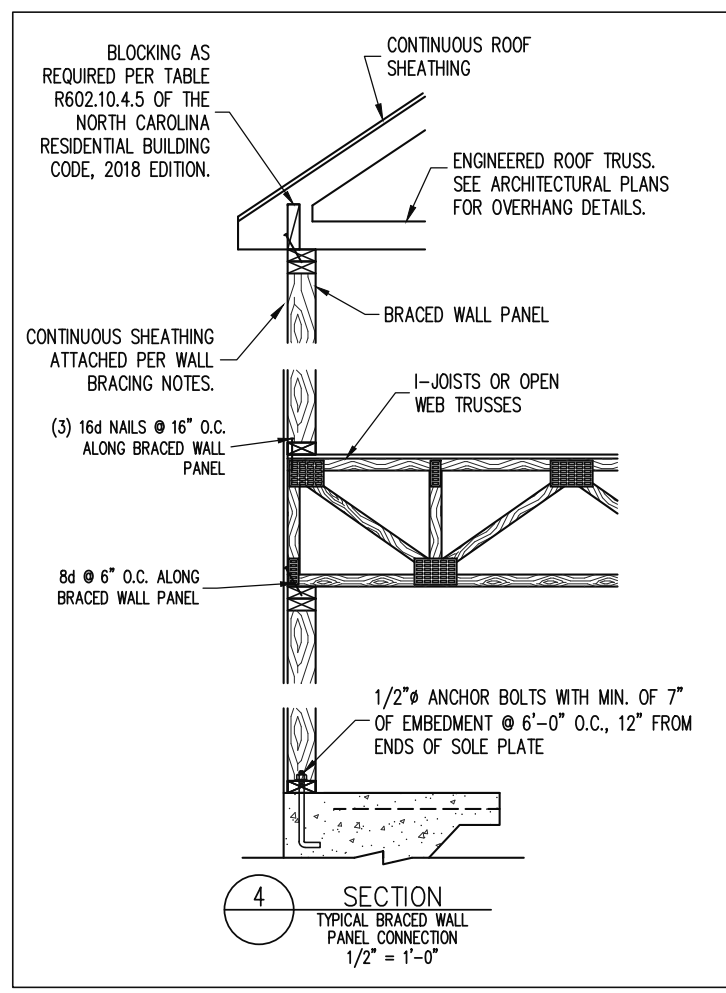 BLOCKING AS
REQUIRED PER TABLE
R602.10.4.5 OF THE
NORTH CAROLINA
RESIDENTIAL BUILDING
CODE, 2018 EDITION.
CONTINUOUS ROOF
SHEATHING
ENGINEERED ROOF TRUSS.
SEE ARCHITECTURAL PLANS
FOR OVERHANG DETAILS.
BRACED WALL PANEL
CONTINUOUS SHEATHING
ATTACHED PER WALL
BRACING NOTES.
I-JOISTS OR OPEN
WEB TRUSSES
(3) 16d NAILS @ 16" O.C.
ALONG BRACED WALL
PANEL
8d @ 6" O.C. ALONG
BRACED WALL PANEL
1/2"ø ANCHOR BOLTS WITH MIN. OF 7"
OF EMBEDMENT @ 6'-0" O.C., 12" FROM
ENDS OF SOLE PLATE
4
SECTION
TYPICAL BRACED WALL
PANEL CONNECTION
1/2" = 1'-0"